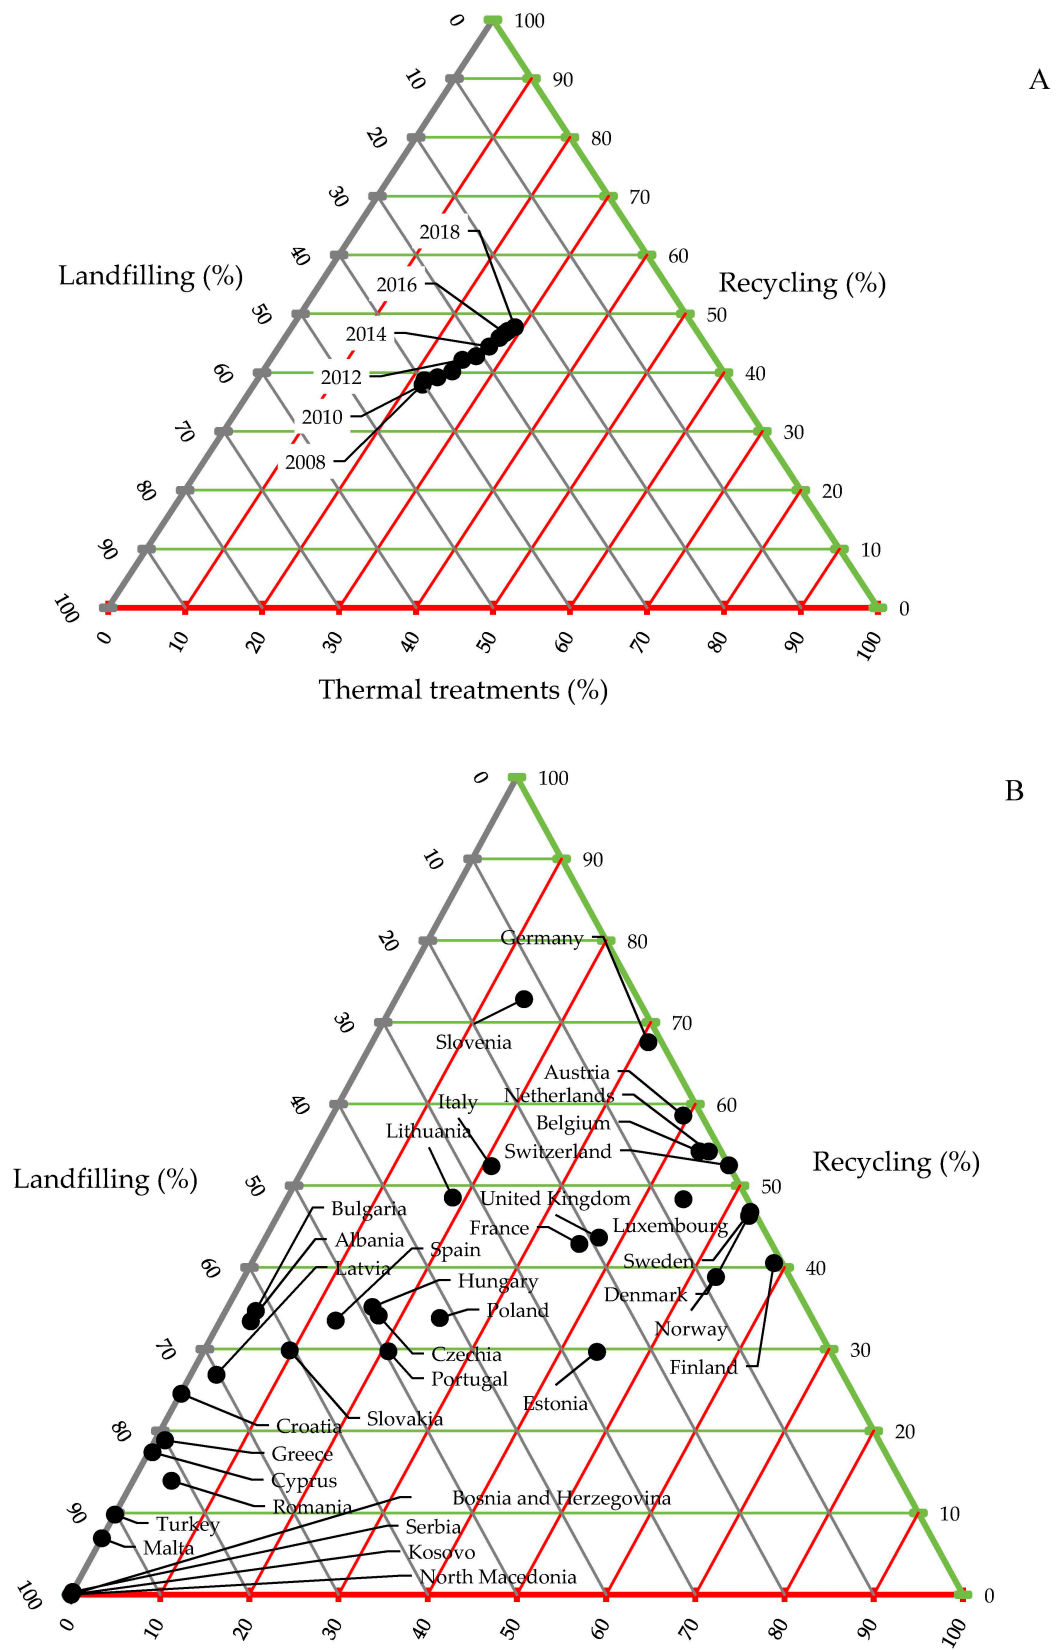 0 100
A
10 90
20 80
30 70
2018
40 60
Landfilling (%)
Recycling (%)
2016
50 50
2014
60 40
2012
2010
70 30
2008
80 20
90 10
100 0
0 10 20 30 40 50 60 70 80 90 100
Thermal treatments (%)
0 100
B
10 90
Germany
20 80
30 70
Slovenia
Austria
Netherlands
40 60
Italy
Belgium
Lithuania
Switzerland
Recycling (%)
Landfilling (%)
50 50
United Kingdom
Bulgaria
Luxembourg
France
Albania
Spain
Sweden
60 40
Latvia
Hungary
Denmark
Poland
Norway
70 30
Czechia
Finland
Portugal
Estonia
Slovakia
Croatia
80 20
Greece
Cyprus
Bosnia and Herzegovina
Romania
90 10
Turkey
Serbia
Malta
Kosovo
North Macedonia
100 0
0 10 20 30 40 50 60 70 80 90 100